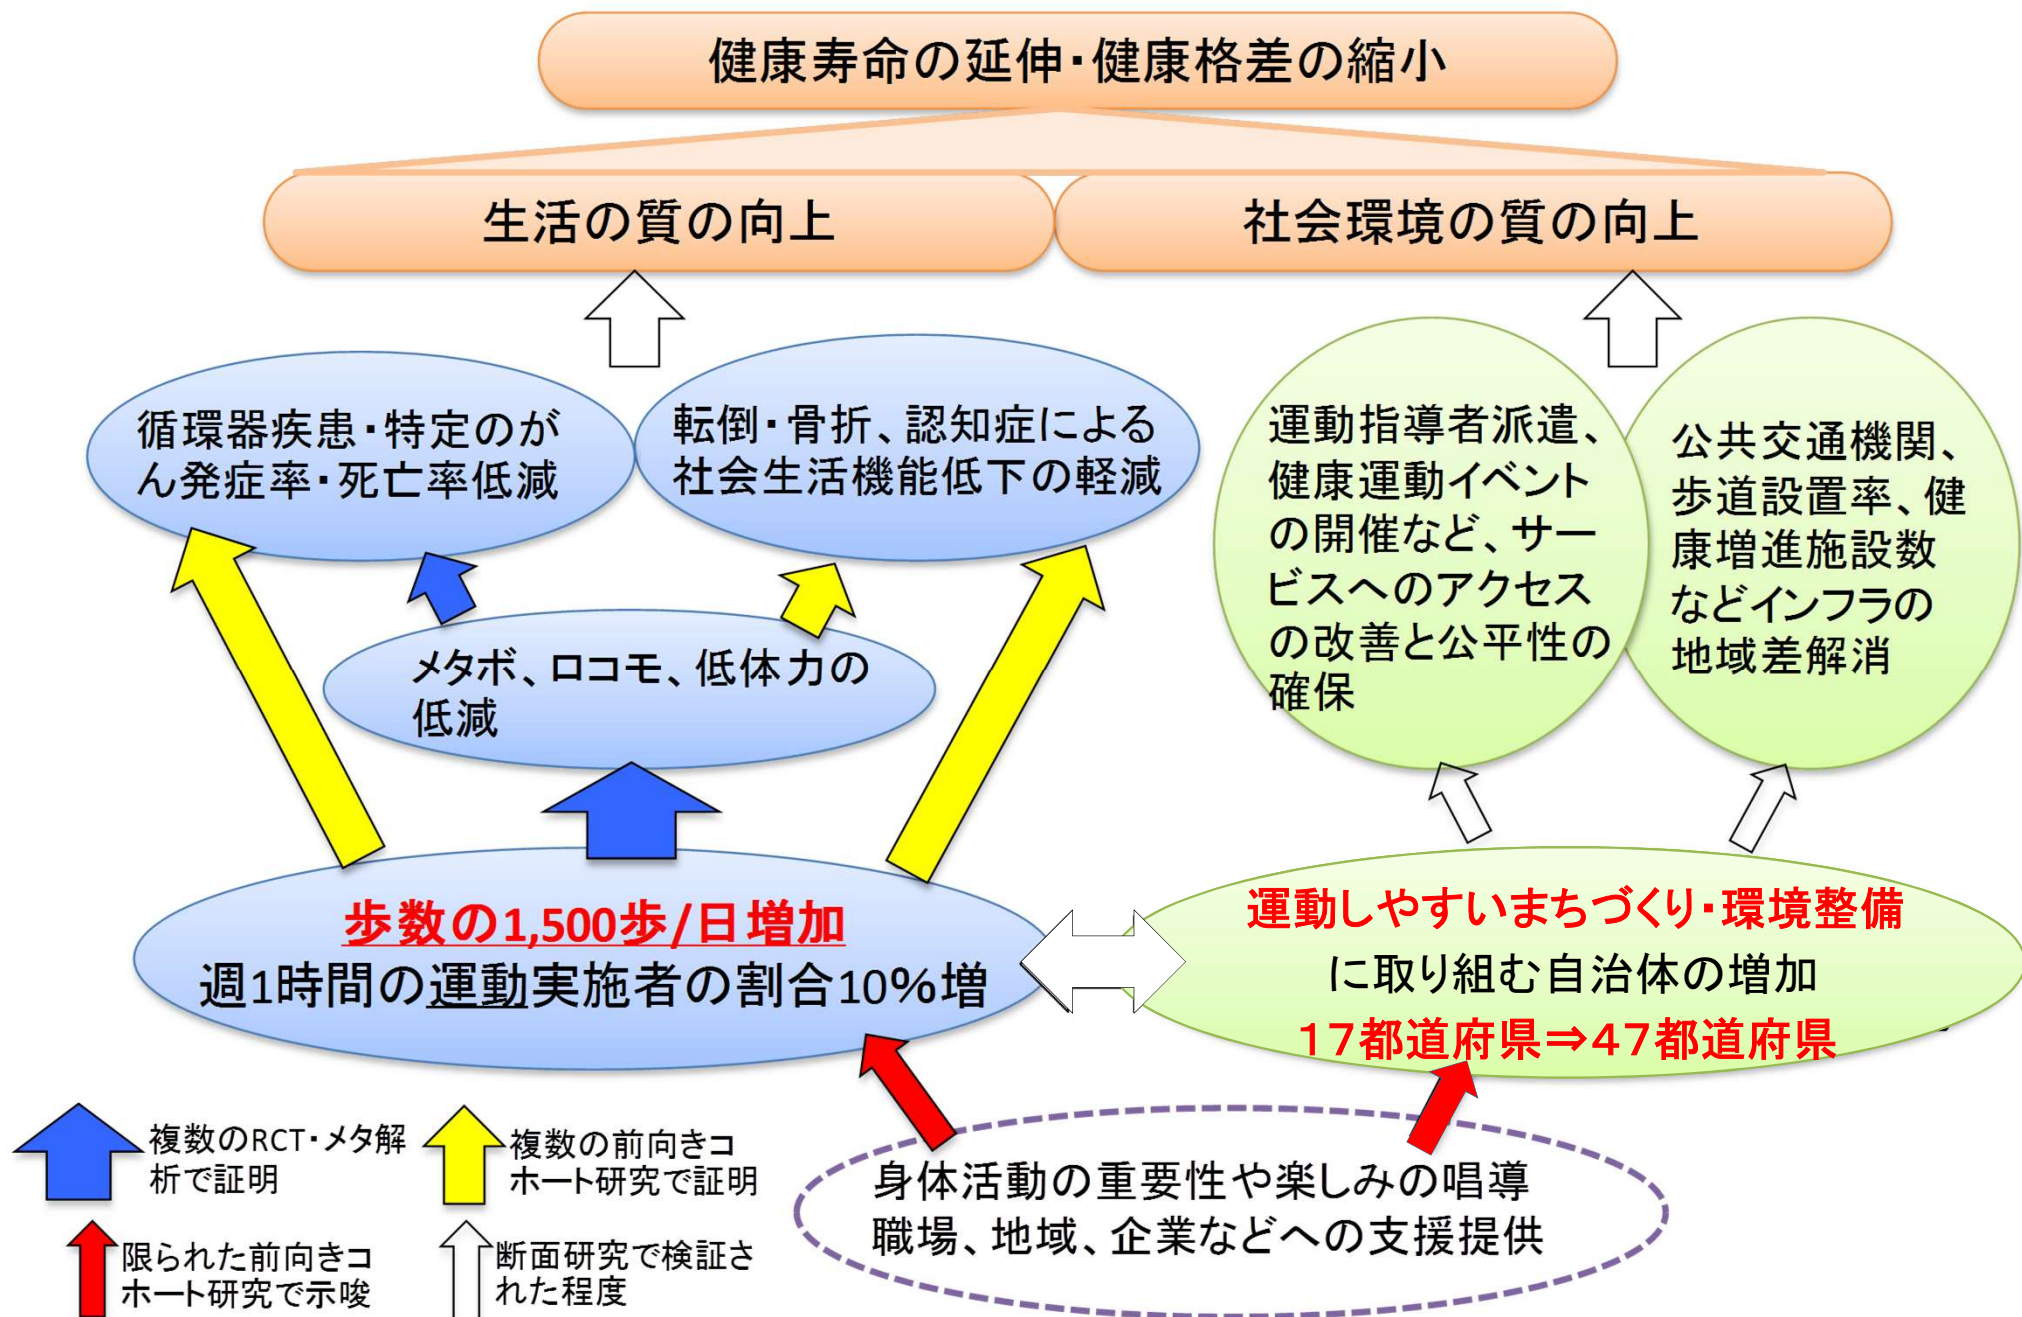 健康寿命の延伸・健康格差の縮小
生活の質の向上
社会環境の質の向上
循環器疾患・特定のが
ん発症率・死亡率低減
転倒・骨折、認知症による
社会生活機能低下の軽減
運動指導者派遣、
健康運動イベント
の開催など、サー
ビスへのアクセス
の改善と公平性の
確保
公共交通機関、
歩道設置率、健
康増進施設数
などインフラの
地域差解消
メタボ、ロコモ、低体力の
低減
歩数の1,500歩/日増加
週1時間の運動実施者の割合10%増
運動しやすいまちづくり・環境整備
に取り組む自治体の増加
17都道府県⇒47都道府県
身体活動の重要性や楽しみの唱導
職場、地域、企業などへの支援提供
複数のRCT・メタ解
析で証明
複数の前向きコ
ホート研究で証明
限られた前向きコ
ホート研究で示唆
断面研究で検証さ
れた程度